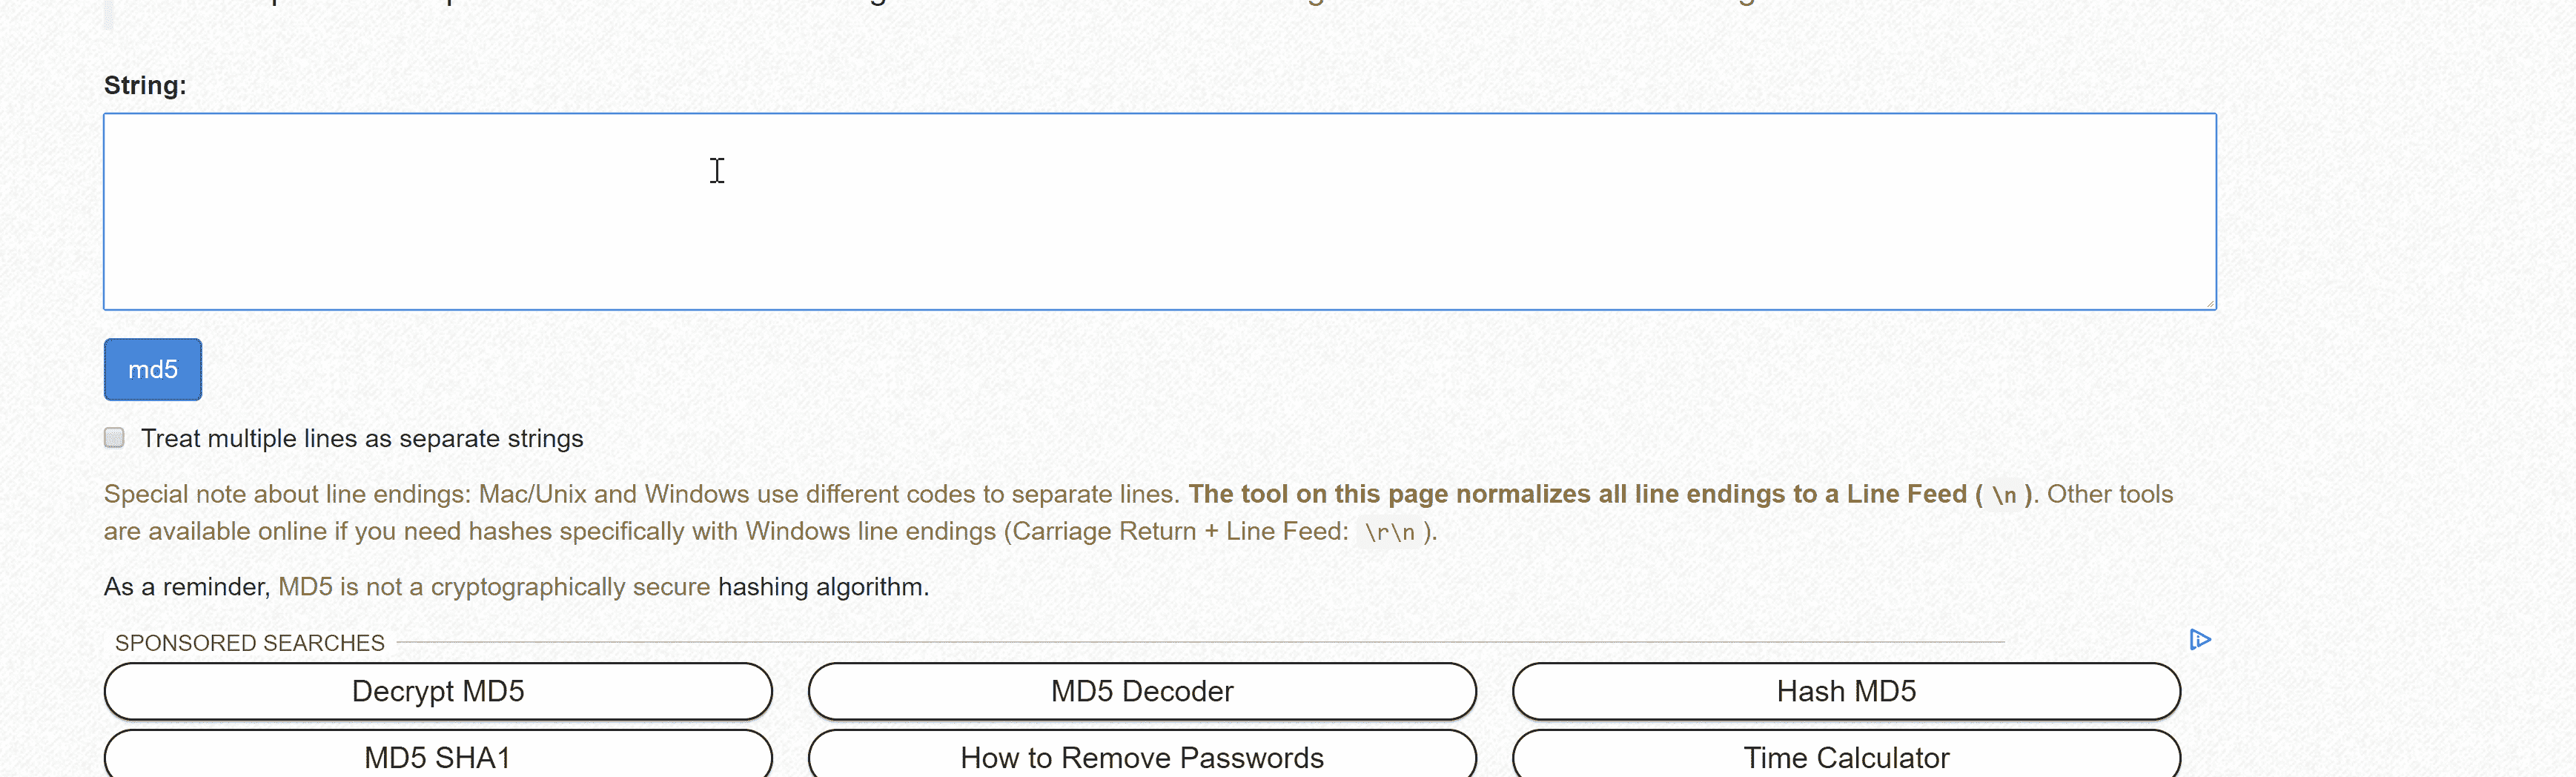 String:
md5
Treat multiple lines as separate strings
Special note about line endings: Mac/Unix and Windows use different codes to separate lines. The tool on this page normalizes all line endings to a Line Feed ( \n ). Other tools
are available online if you need hashes specifically with Windows line endings (Carriage Return + Line Feed: \r\n ).
As a reminder, MD5 is not a cryptographically secure hashing algorithm.
SPONSORED SEARCHES
Decrypt MD5 MD5 Decoder Hash MD5
MD5 SHA1 How to Remove Passwords Time Calculator